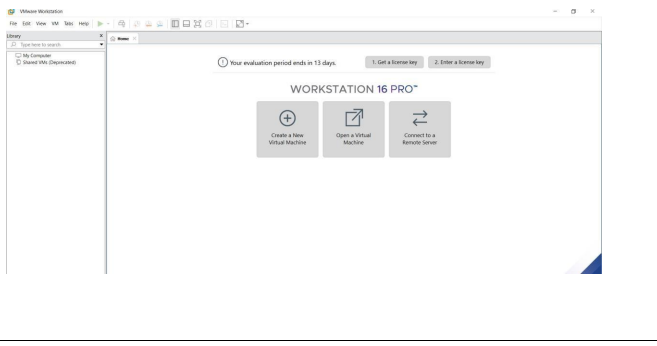 VMware Workstation
File Edit View VM Tabs Help
Library
Home
Type here to search
My Computer
Shared VMs (Deprecated)
Your evaluation period ends in 13 days.
1. Get a license key
2. Enter a license key
WORKSTATION 16 PRO™
Create a New
Virtual Machine
Open a Virtual
Machine
Connect to a
Remote Server